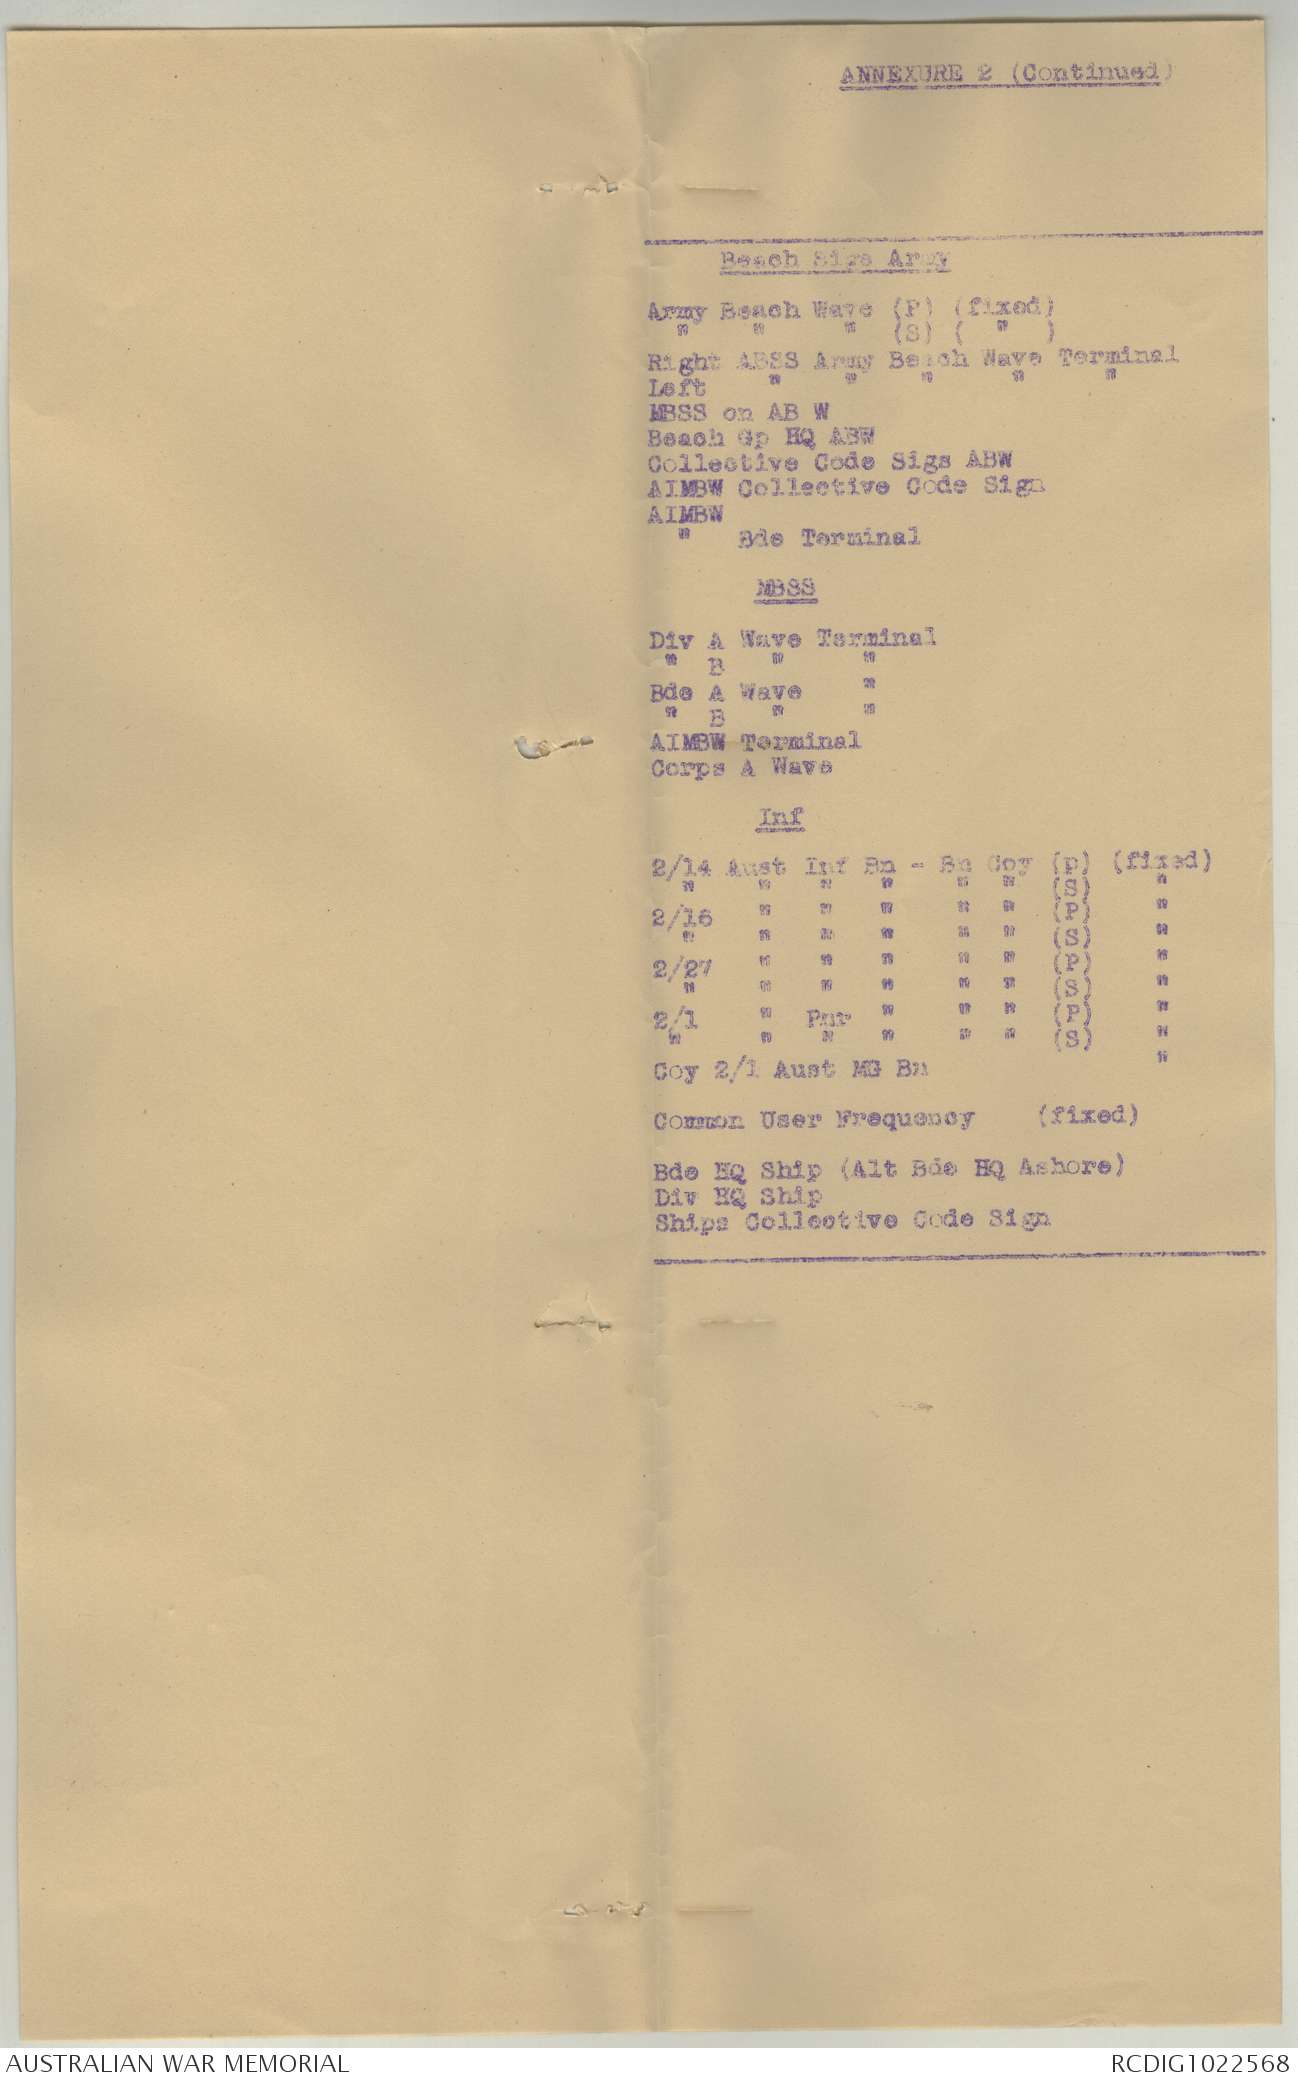 ANNEXURE 2 (Continued)
Beach Sigs Army
Army Beach Wave (P) (fixed)
" " " (S) ( " )
Right ABSS Army Beach Wave Terminal
Left " " " " "
MBSS on AB W
Beach Gp HQ ABW
Collective Code Sigs ABW
AIMBW Collective Code Sign
AIMBW
" Bde Terminal
MBSS
Div A Wave Terminal
" B " "
Bde A Wave "
" B " "
AIMBW Terminal
Corps A Wave
Inf
2/14 Aust Inf Bn - Bn Coy (p) (fixed)
" " " " " " (S) "
2/16 " " " " " (P) "
" " " " " " (S) "
2/27 " " " " " (P) "
" " " " " " (S) "
2/1 " Pnr " " " (P) "
" " " " " " (S) "
Coy 2/1 Aust MG Bn "
Common User Frequency (fixed)
Bde HQ Ship (Alt Bde HQ Ashore)
Div HQ Ship
Ships Collective Code Sign
AUSTRALIAN WAR MEMORIAL
RCDIG1022568